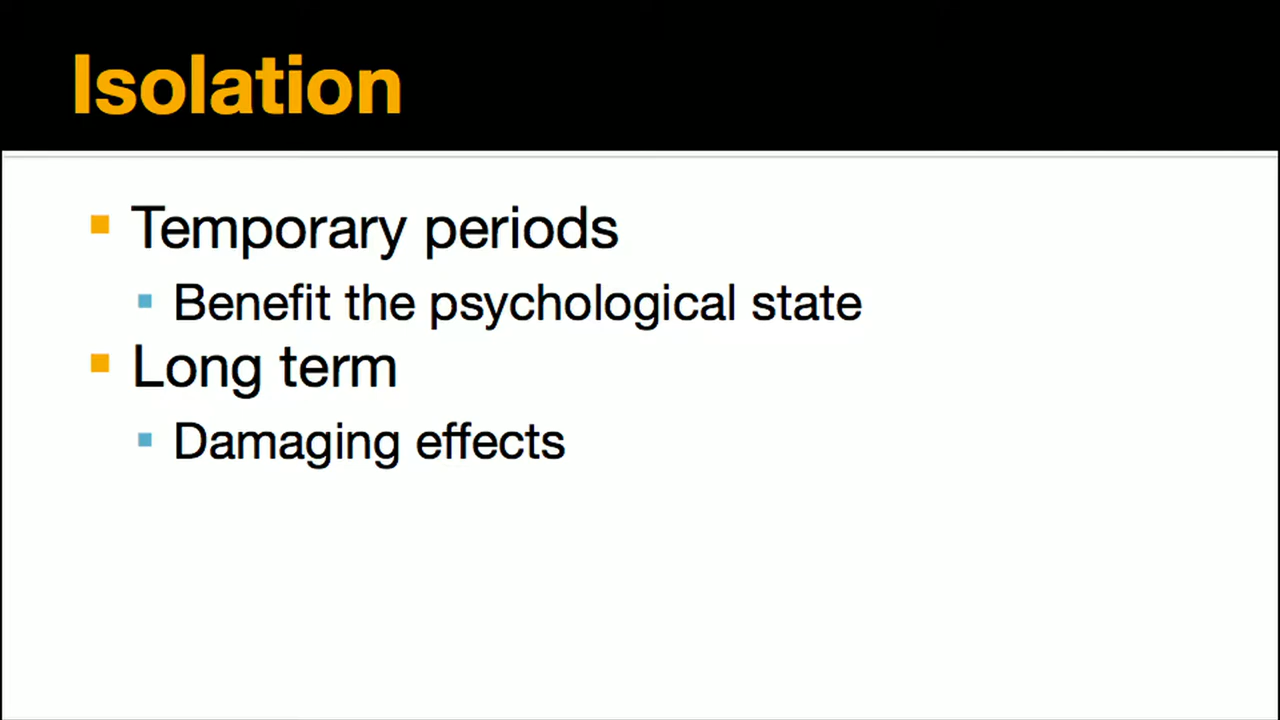 Isolation
Temporary periods
Benefit the psychological state
Long term
Damaging effects